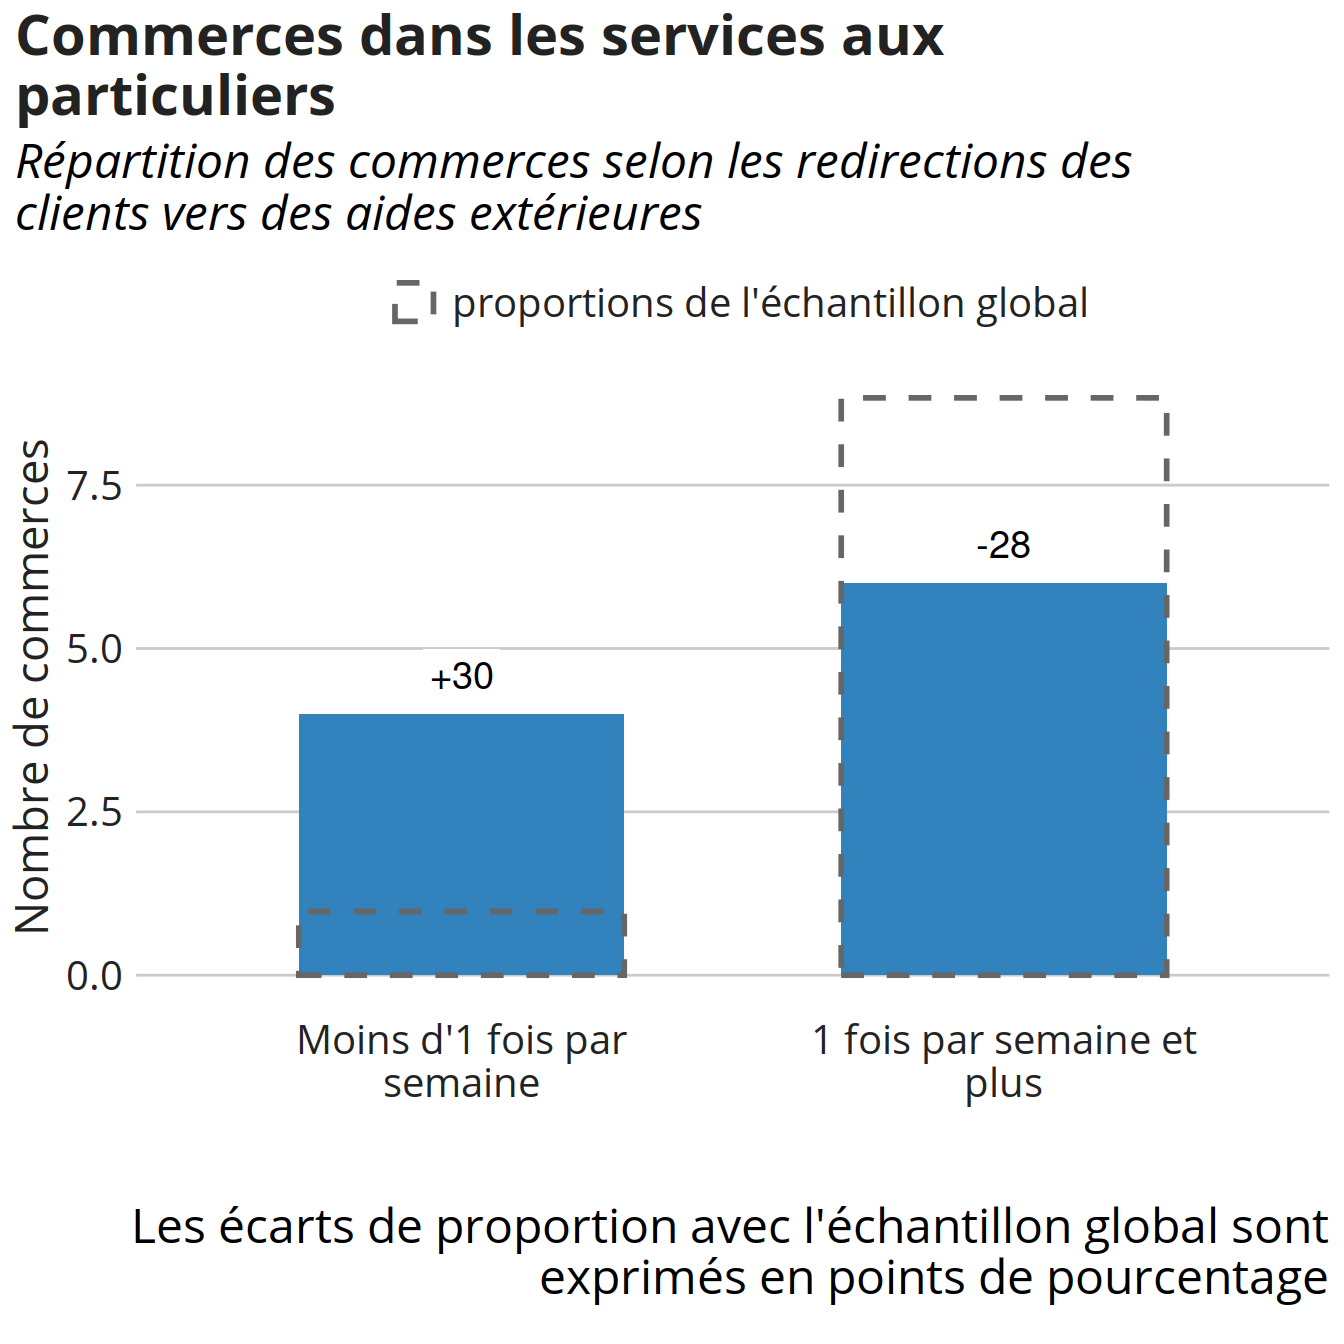 Commerces dans les services aux
particuliers
Répartition des commerces selon les redirections des
clients vers des aides extérieures
proportions de l'échantillon global
Nombre de commerces
7.5
5.0
2.5
0.0
+30
-28
Moins d'1 fois par
semaine
1 fois par semaine et
plus
Les écarts de proportion avec l'échantillon global sont
exprimés en points de pourcentage